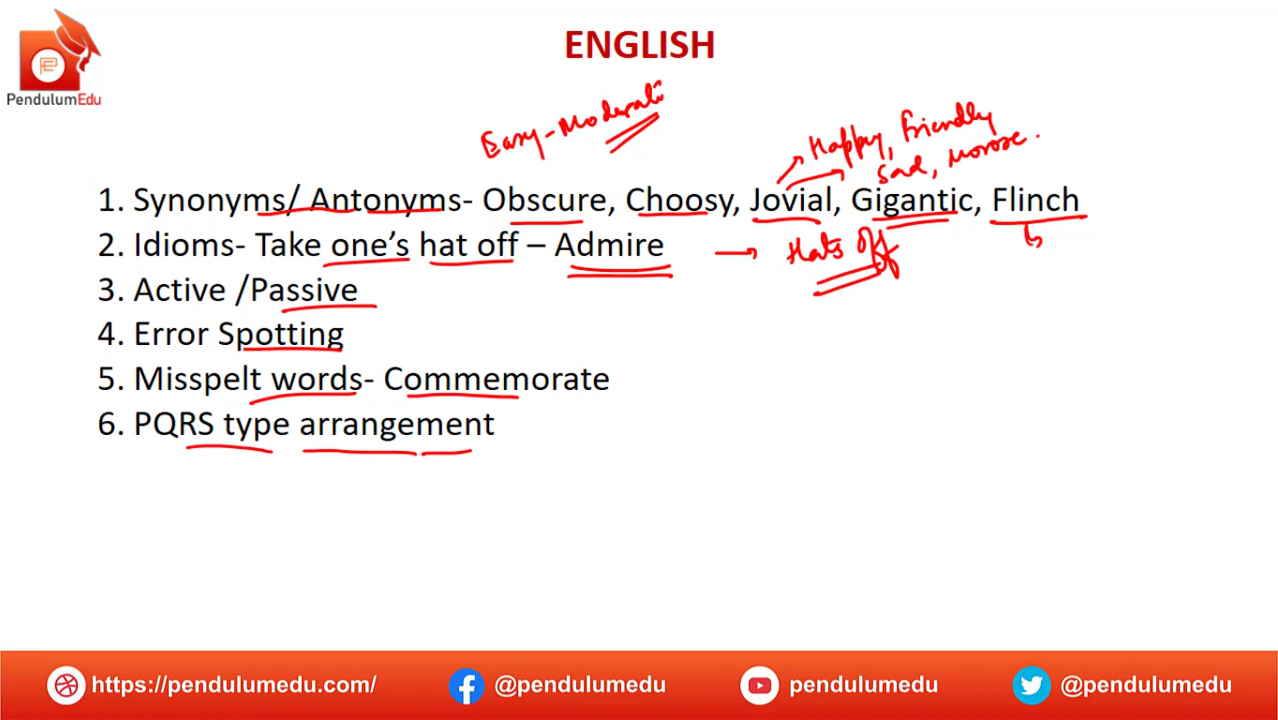 ENGLISH
PendulumEdu
Easy-Moderate
Happy, Friendly
Sad, Morose.
1. Synonyms/ Antonyms- Obscure, Choosy, Jovial, Gigantic, Flinch
2. Idioms- Take one’s hat off – Admire → Hats off
3. Active /Passive
4. Error Spotting
5. Misspelt words- Commemorate
6. PQRS type arrangement
https://pendulumedu.com/ @pendulumedu pendulumedu @pendulumedu